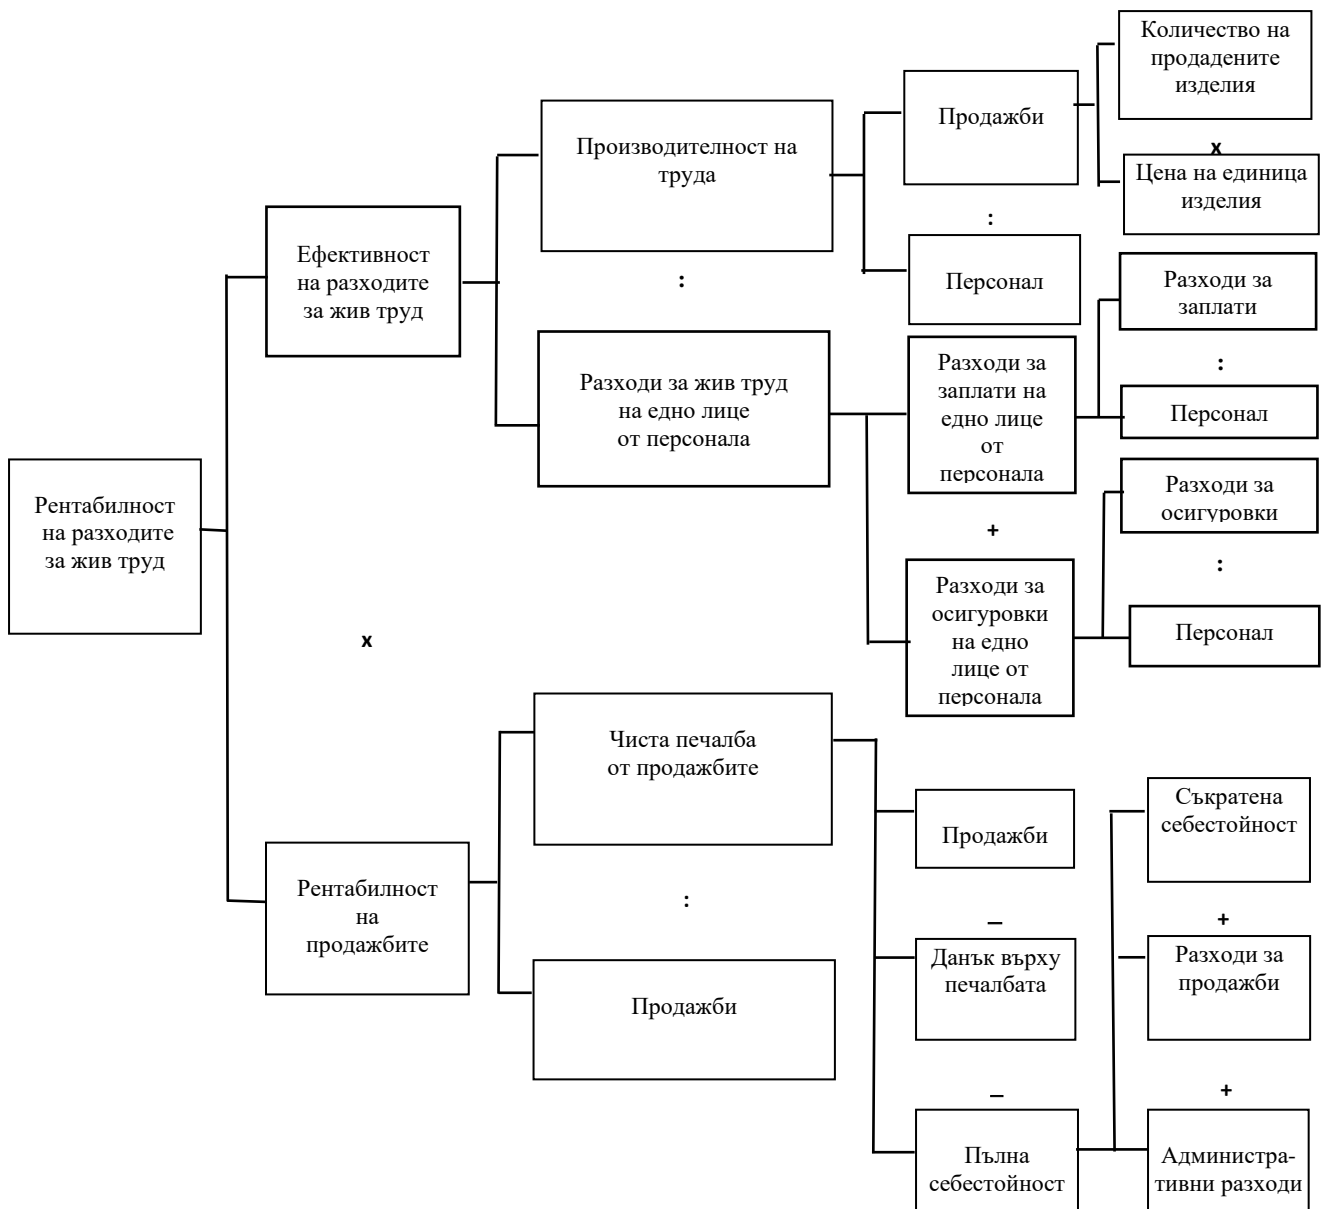 Количество на
продадените
изделия
Продажби
х
Производителност на
труда
Цена на единица
изделия
:
Ефективност
на разходите
за жив труд
:
Персонал
Разходи за
заплати
:
Разходи за жив труд
на едно лице
от персонала
Разходи за
заплати на
едно лице
от
персонала
Персонал
Рентабилност
на разходите
за жив труд
Разходи за
осигуровки
+
:
Разходи за
осигуровки
на едно
лице от
персонала
Персонал
х
Чиста печалба
от продажбите
Съкратена
себестойност
Продажби
Рентабилност
на
продажбите
:
–
+
Данък върху
печалбата
Разходи за
продажби
Продажби
–
+
Пълна
себестойност
Администра-
тивни разходи